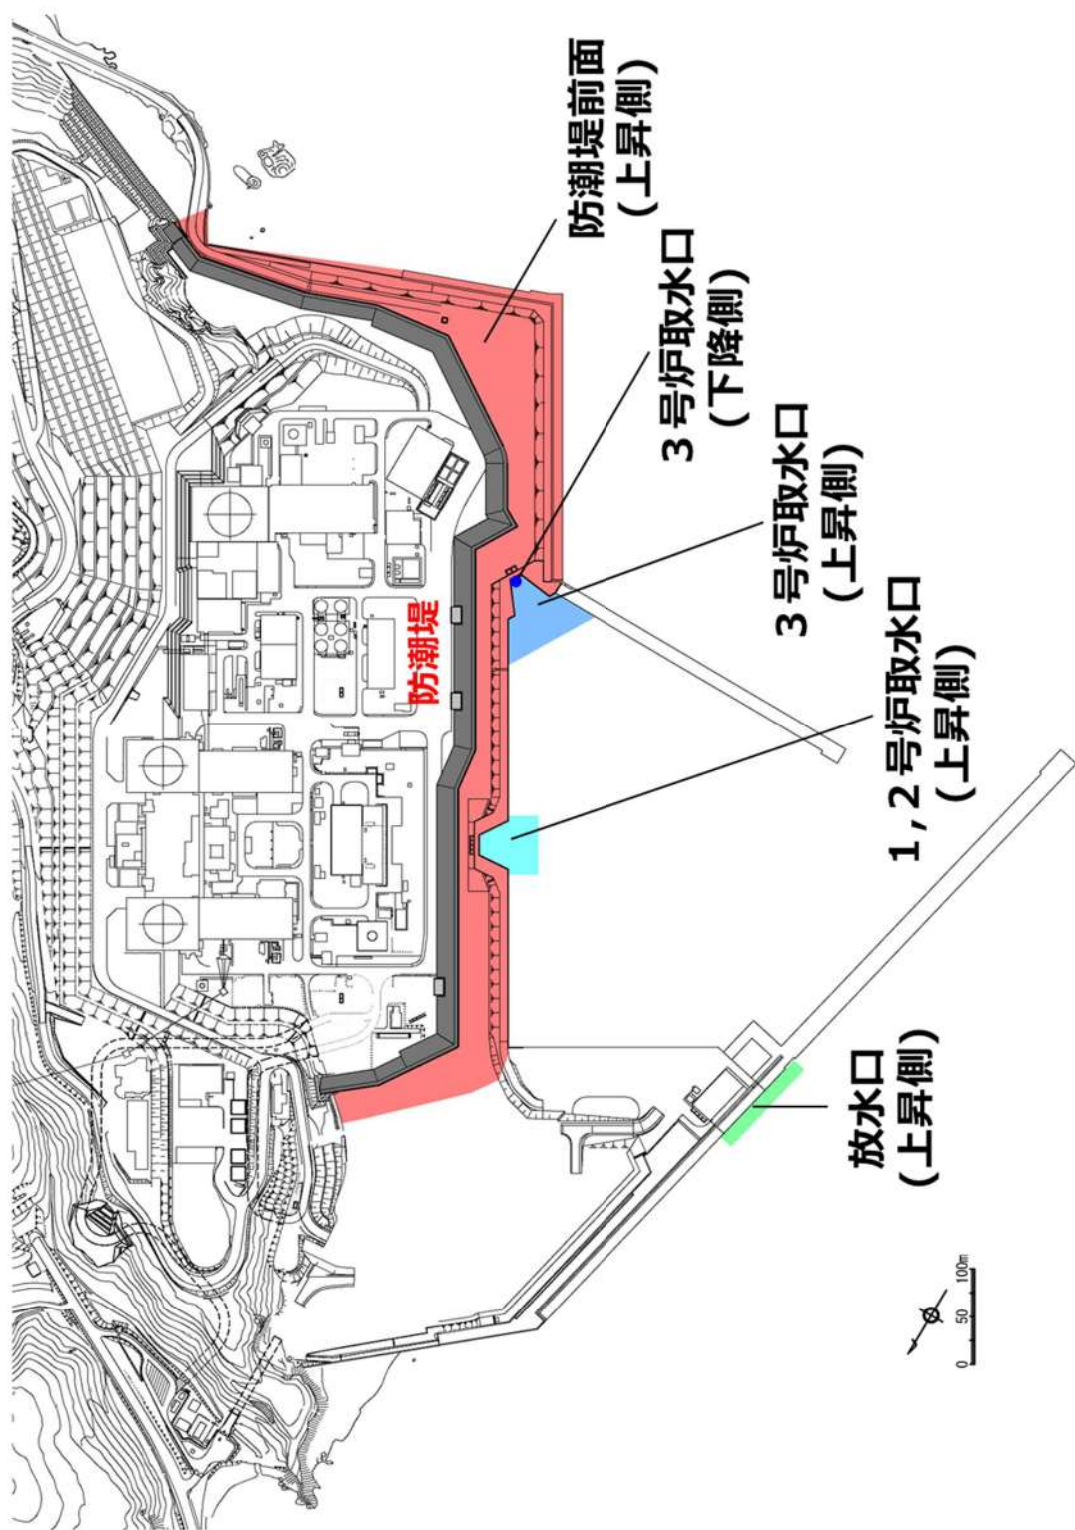 防潮堤前面
(上昇側)
3号炉取水口
(下降側)
3号炉取水口
(上昇側)
1,2号炉取水口
(上昇側)
放水口
(上昇側)
防潮堤
0 50 100m